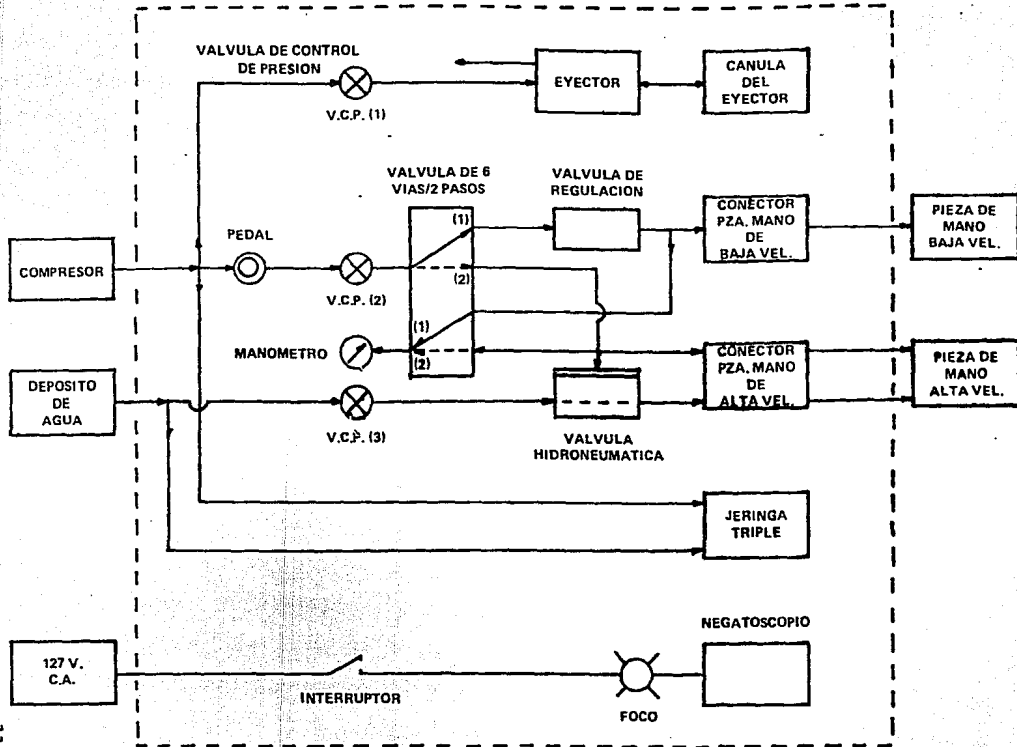 VALVULA DE CONTROL
DE PRESION
V.C.P. (1)
EYECTOR
CANULA
DEL
EYECTOR
VALVULA DE 6
VIAS/2 PASOS
VALVULA DE
REGULACION
(1)
(2)
(1)
(2)
CONECTOR
PZA. MANO
DE
BAJA VEL.
PIEZA DE
MANO
BAJA VEL.
COMPRESOR
PEDAL
V.C.P. (2)
MANOMETRO
CONECTOR
PZA. MANO
DE
ALTA VEL.
PIEZA DE
MANO
ALTA VEL.
DEPOSITO
DE
AGUA
V.C.P. (3)
VALVULA
HIDRONEUMATICA
JERINGA
TRIPLE
NEGATOSCOPIO
127 V.
C.A.
INTERRUPTOR
FOCO